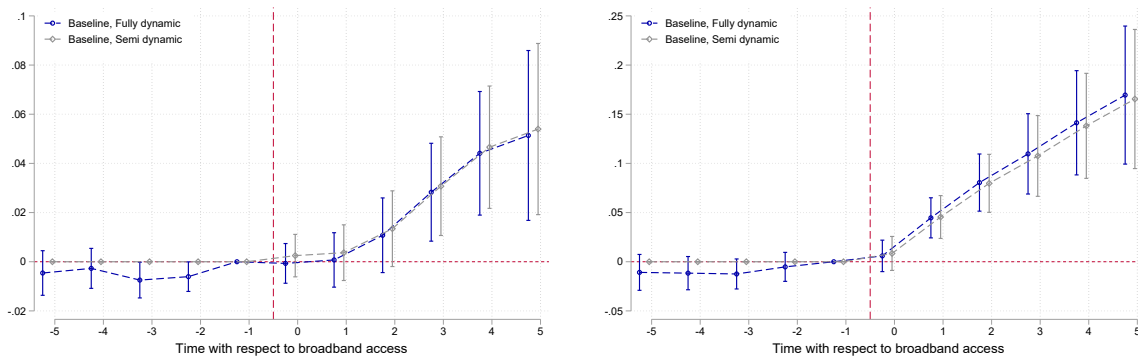 .1
.08
.06
.04
.02
0
-.02
Baseline, Fully dynamic
Baseline, Semi dynamic
-5 -4 -3 -2 -1 0 1 2 3 4 5
Time with respect to broadband access
.25
.2
.15
.1
.05
0
-.05
Baseline, Fully dynamic
Baseline, Semi dynamic
-5 -4 -3 -2 -1 0 1 2 3 4 5
Time with respect to broadband access